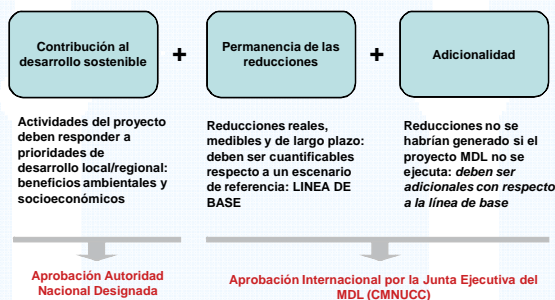 Contribución al
desarrollo sostenible
+
Permanencia de las
reducciones
+
Adicionalidad
Actividades del proyecto
deben responder a
prioridades de
desarrollo local/regional:
beneficios ambientales y
socioeconómicos
Reducciones reales,
medibles y de largo plazo:
deben ser cuantificables
respecto a un escenario
de referencia: LINEA DE
BASE
Reducciones no se
habrían generado si el
proyecto MDL no se
ejecuta: deben ser
adicionales con respecto
a la línea de base
Aprobación Autoridad
Nacional Designada
Aprobación Internacional por la Junta Ejecutiva del
MDL (CMNUCC)